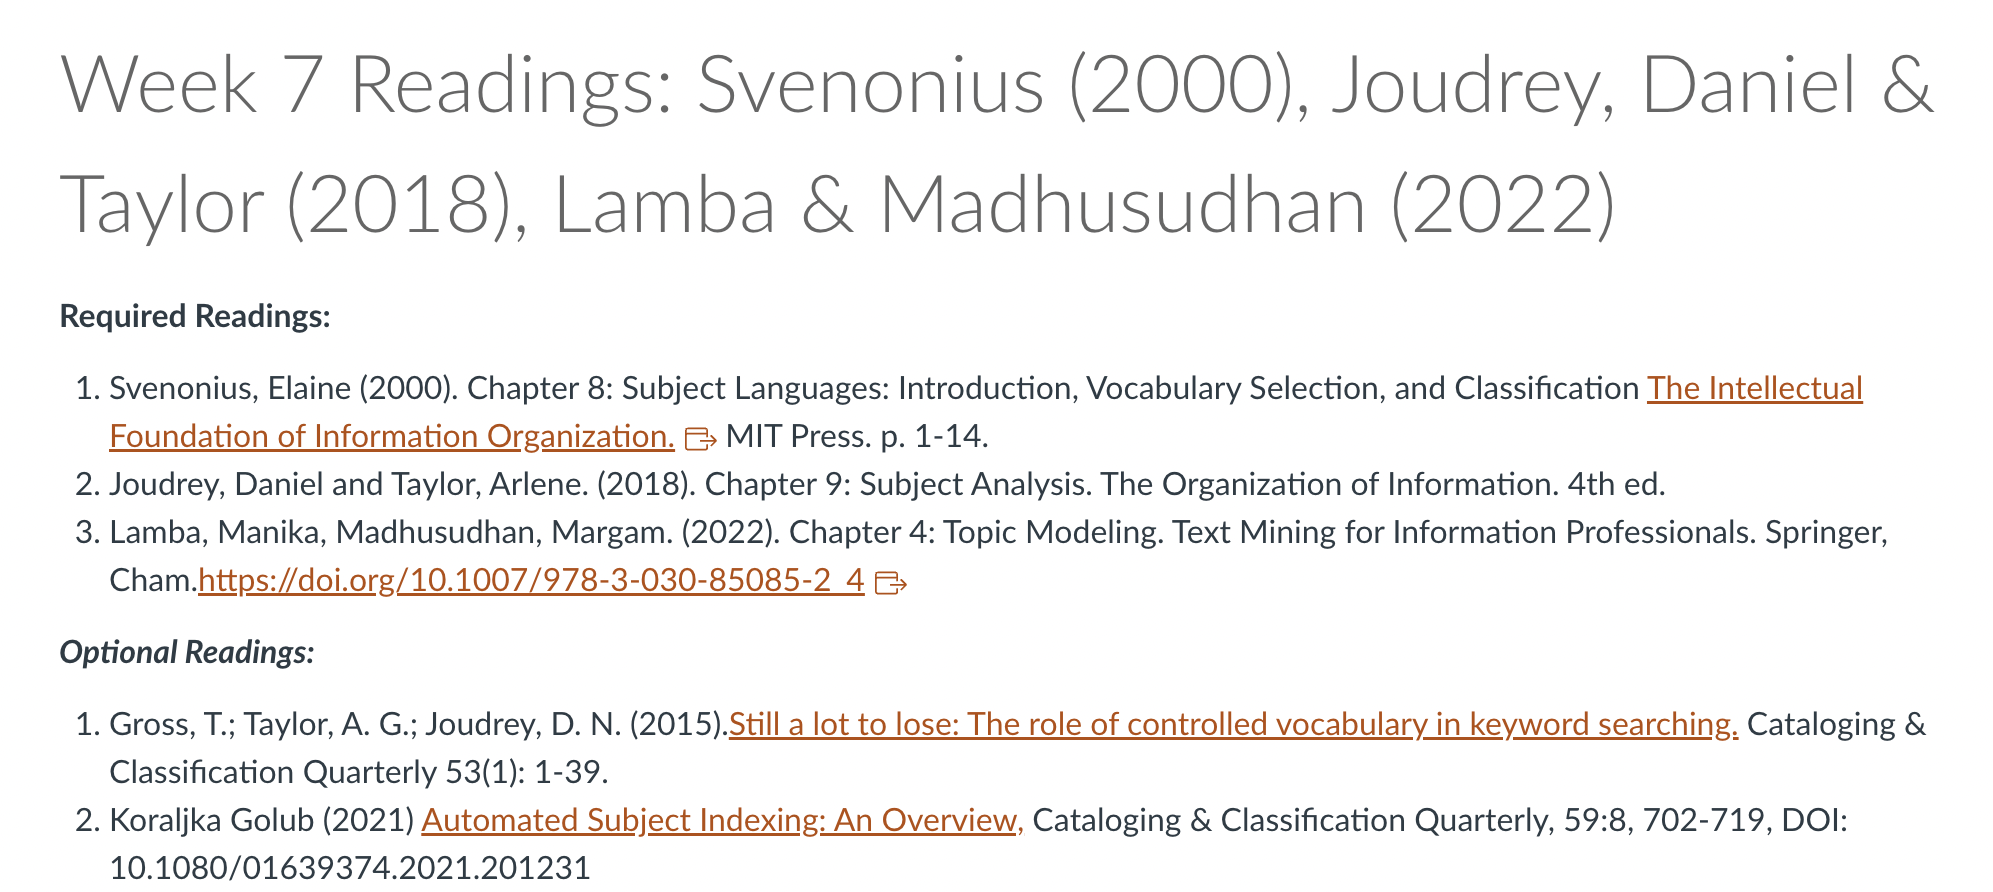 Week 7 Readings: Svenonius (2000), Joudrey, Daniel &
Taylor (2018), Lamba & Madhusudhan (2022)
Required Readings:
1. Svenonius, Elaine (2000). Chapter 8: Subject Languages: Introduction, Vocabulary Selection, and Classification The Intellectual
Foundation of Information Organization. MIT Press. p. 1-14.
2. Joudrey, Daniel and Taylor, Arlene. (2018). Chapter 9: Subject Analysis. The Organization of Information. 4th ed.
3. Lamba, Manika, Madhusudhan, Margam. (2022). Chapter 4: Topic Modeling. Text Mining for Information Professionals. Springer,
Cham.https://doi.org/10.1007/978-3-030-85085-2_4
Optional Readings:
1. Gross, T.; Taylor, A. G.; Joudrey, D. N. (2015).Still a lot to lose: The role of controlled vocabulary in keyword searching. Cataloging &
Classification Quarterly 53(1): 1-39.
2. Koraljka Golub (2021) Automated Subject Indexing: An Overview, Cataloging & Classification Quarterly, 59:8, 702-719, DOI:
10.1080/01639374.2021.201231